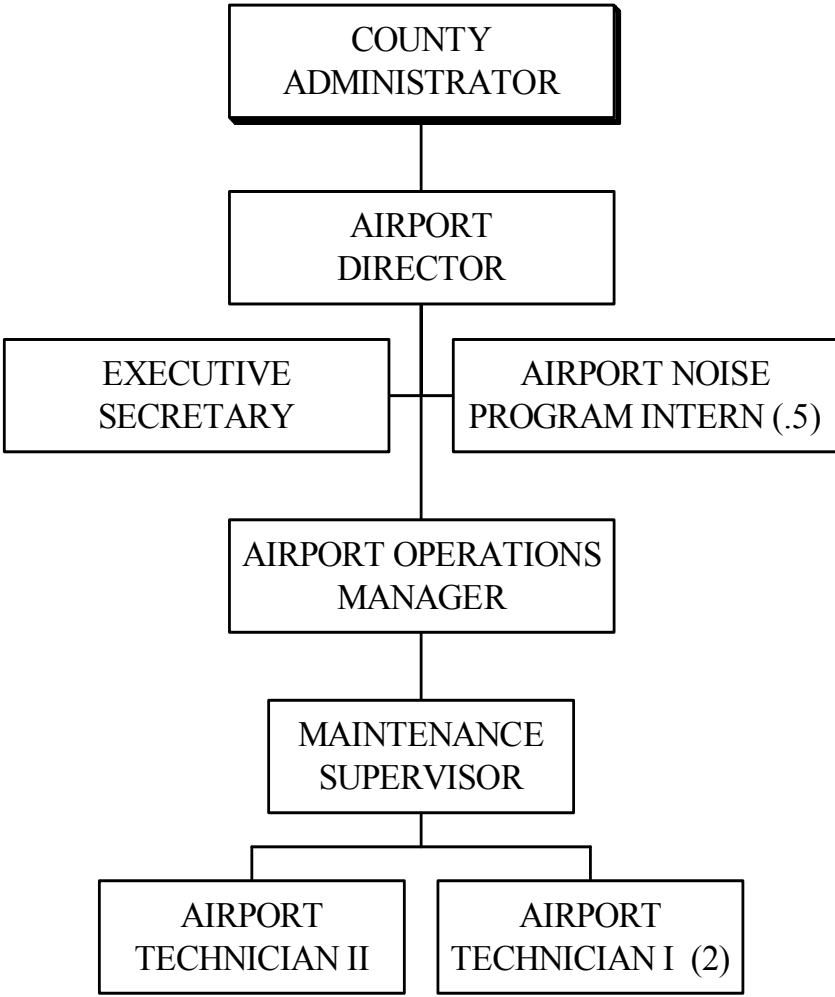 COUNTY
ADMINISTRATOR
AIRPORT
DIRECTOR
EXECUTIVE
SECRETARY
AIRPORT NOISE
PROGRAM INTERN (.5)
AIRPORT OPERATIONS
MANAGER
MAINTENANCE
SUPERVISOR
AIRPORT
TECHNICIAN II
AIRPORT
TECHNICIAN I (2)